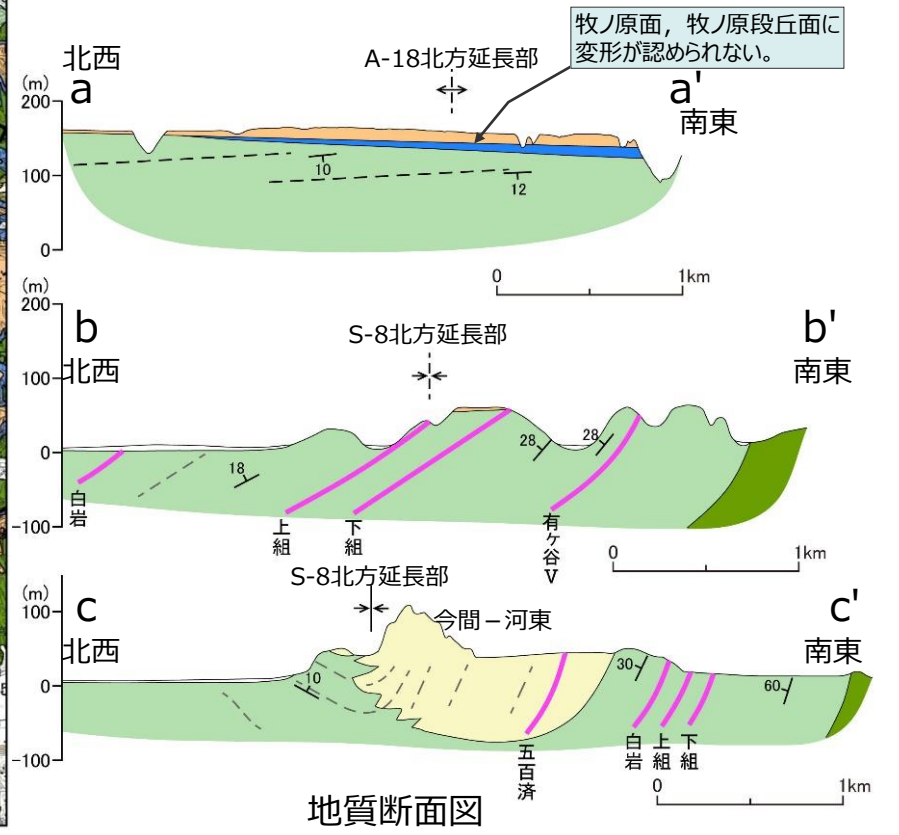 牧ノ原面，牧ノ原段丘面に
変形が認められない。
北西
A-18北方延長部
(m)
a
a'
南東
200
100
0
10
12
0
1km
(m)
200
b
b'
北西
S-8北方延長部
南東
100
0
-100
18
28
28
白岩
上組
下組
有ヶ谷V
0
1km
S-8北方延長部
(m)
100
c
c'
今間－河東
北西
南東
0
-100
10
30
60
五百済
白岩
上組
下組
0
1km
地質断面図